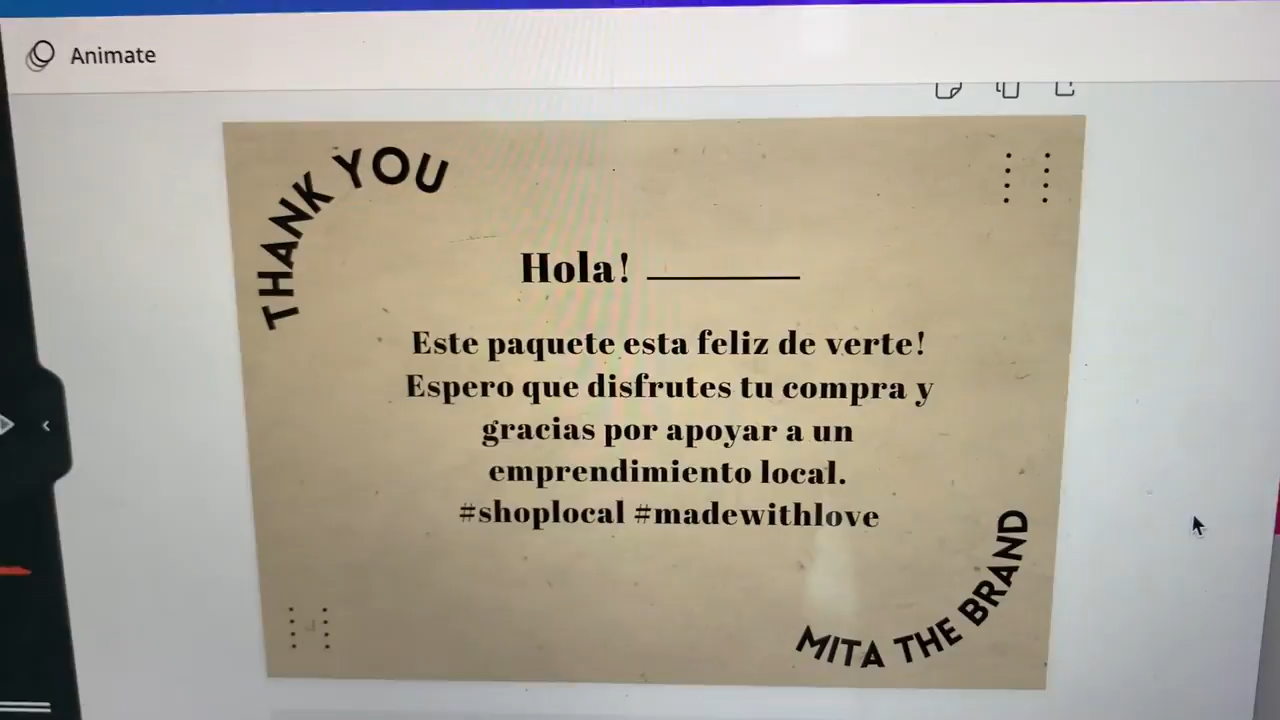 Animate
THANK YOU
Hola! ________
Este paquete esta feliz de verte!
Espero que disfrutes tu compra y
gracias por apoyar a un
emprendimiento local.
#shoplocal #madewithlove
MITA THE BRAND